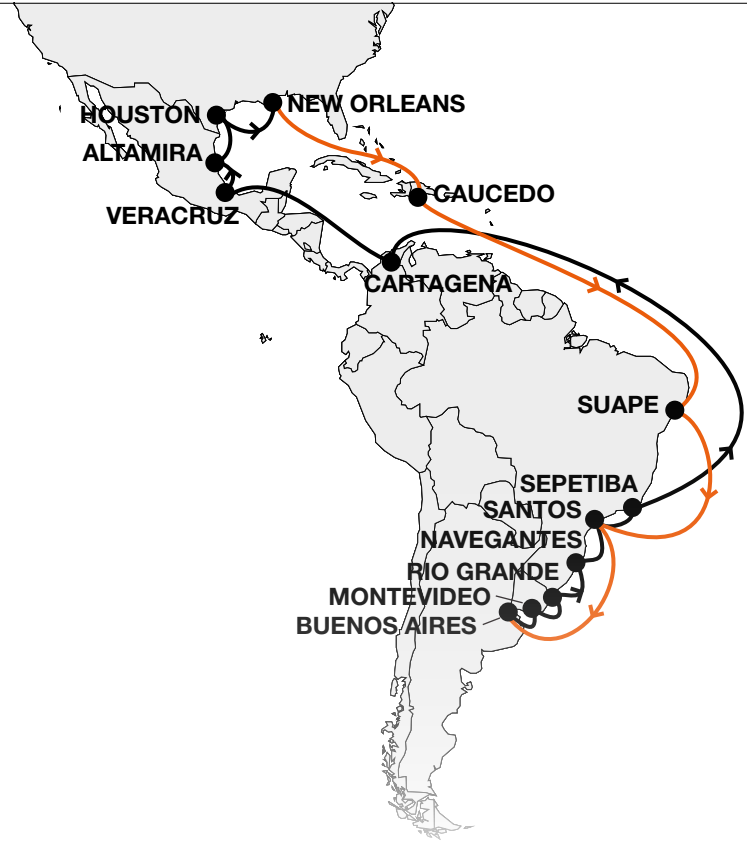 NEW ORLEANS
HOUSTON
ALTAMIRA
CAUCEDO
VERACRUZ
CARTAGENA
SUAPE
SEPETIBA
SANTOS
NAVEGANTES
RIO GRANDE
MONTEVIDEO
BUENOS AIRES